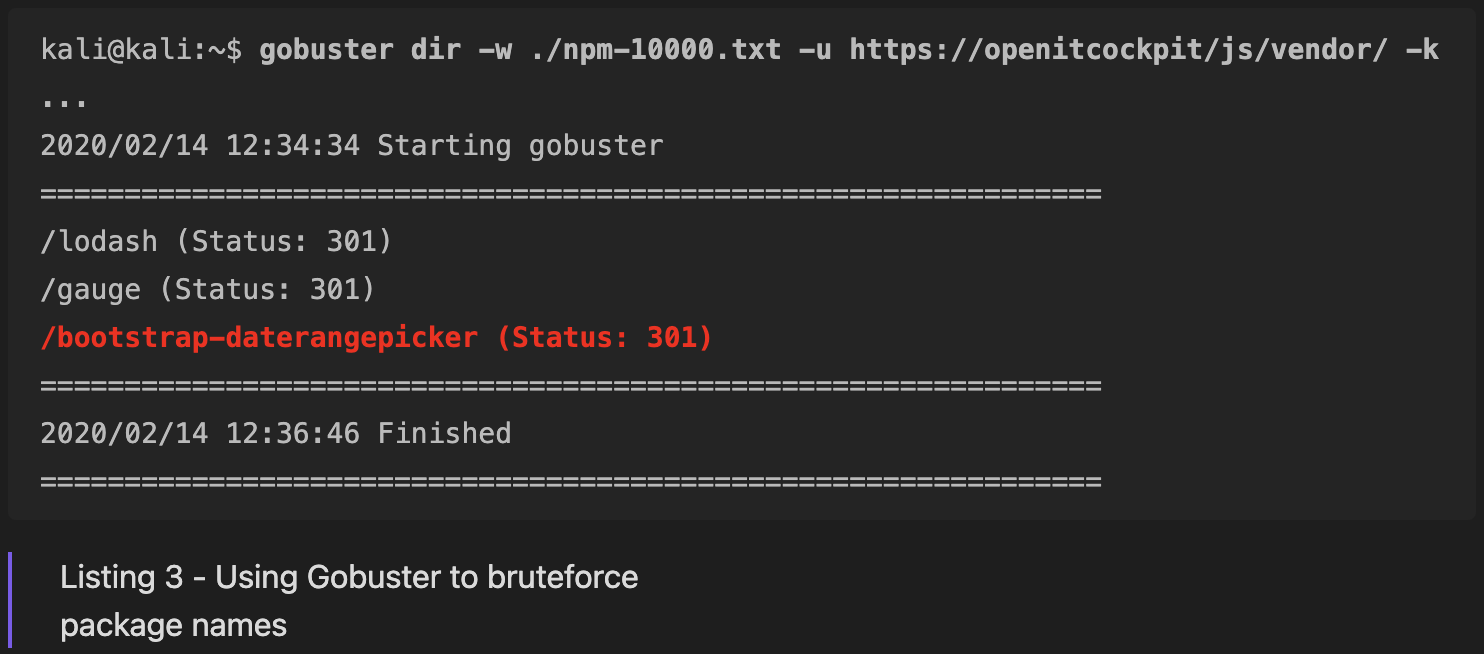 kali@kali:~$ gobuster dir -w ./npm-10000.txt -u https://openitcockpit/js/vendor/ -k
...
2020/02/14 12:34:34 Starting gobuster
===============================================================
/lodash (Status: 301)
/gauge (Status: 301)
/bootstrap-daterangepicker (Status: 301)
===============================================================
2020/02/14 12:36:46 Finished
===============================================================
Listing 3 - Using Gobuster to bruteforce
package names